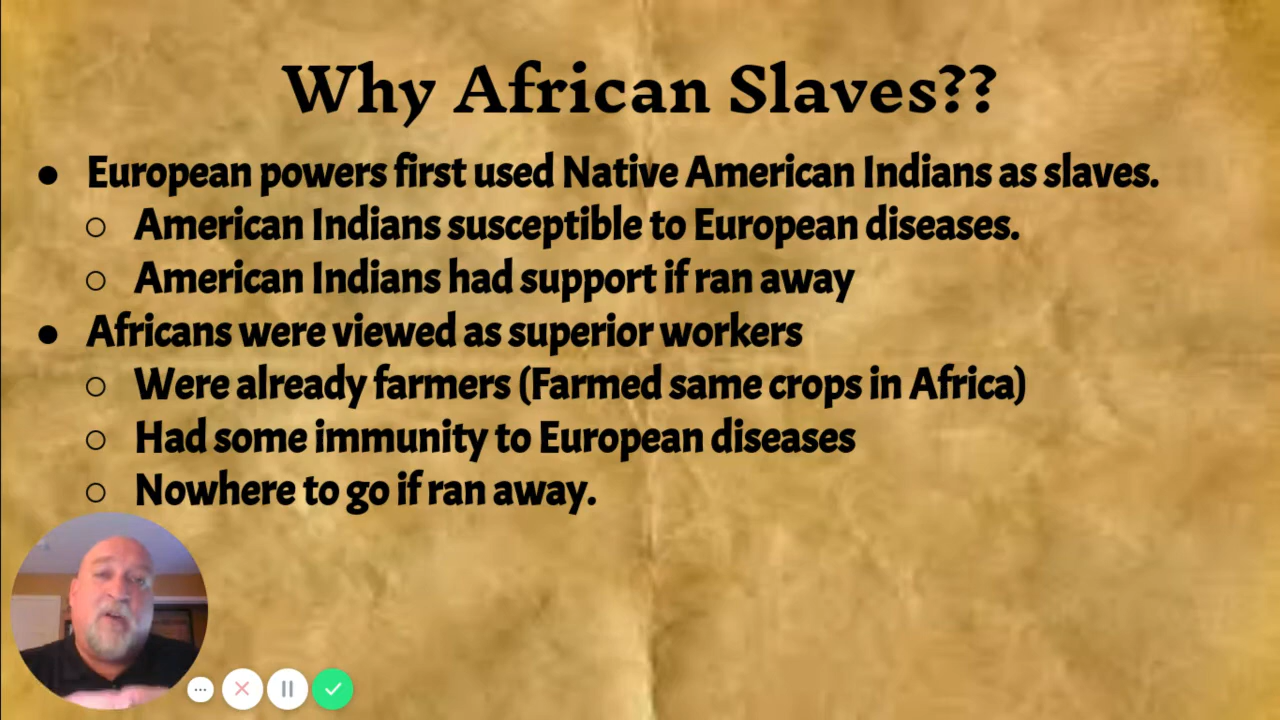 Why African Slaves??
● European powers first used Native American Indians as slaves.
○ American Indians susceptible to European diseases.
○ American Indians had support if ran away
● Africans were viewed as superior workers
○ Were already farmers (Farmed same crops in Africa)
○ Had some immunity to European diseases
○ Nowhere to go if ran away.